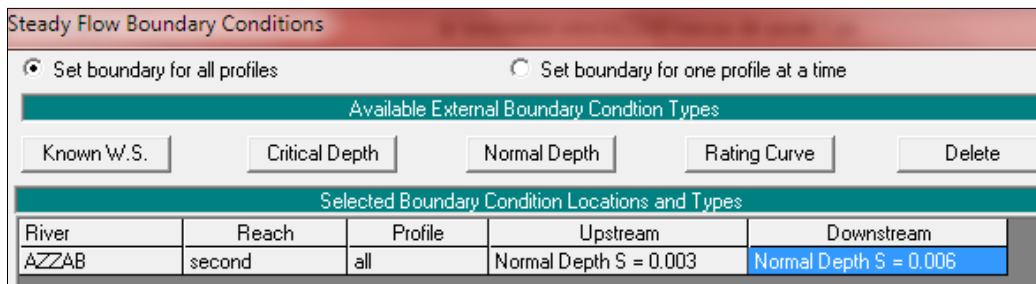 Steady Flow Boundary Conditions
Set boundary for all profiles Set boundary for one profile at a time
Available External Boundary Condtion Types
Known W.S. Critical Depth Normal Depth Rating Curve Delete
Selected Boundary Condition Locations and Types
River Reach Profile Upstream Downstream
AZZAB second all Normal Depth S = 0.003 Normal Depth S = 0.006